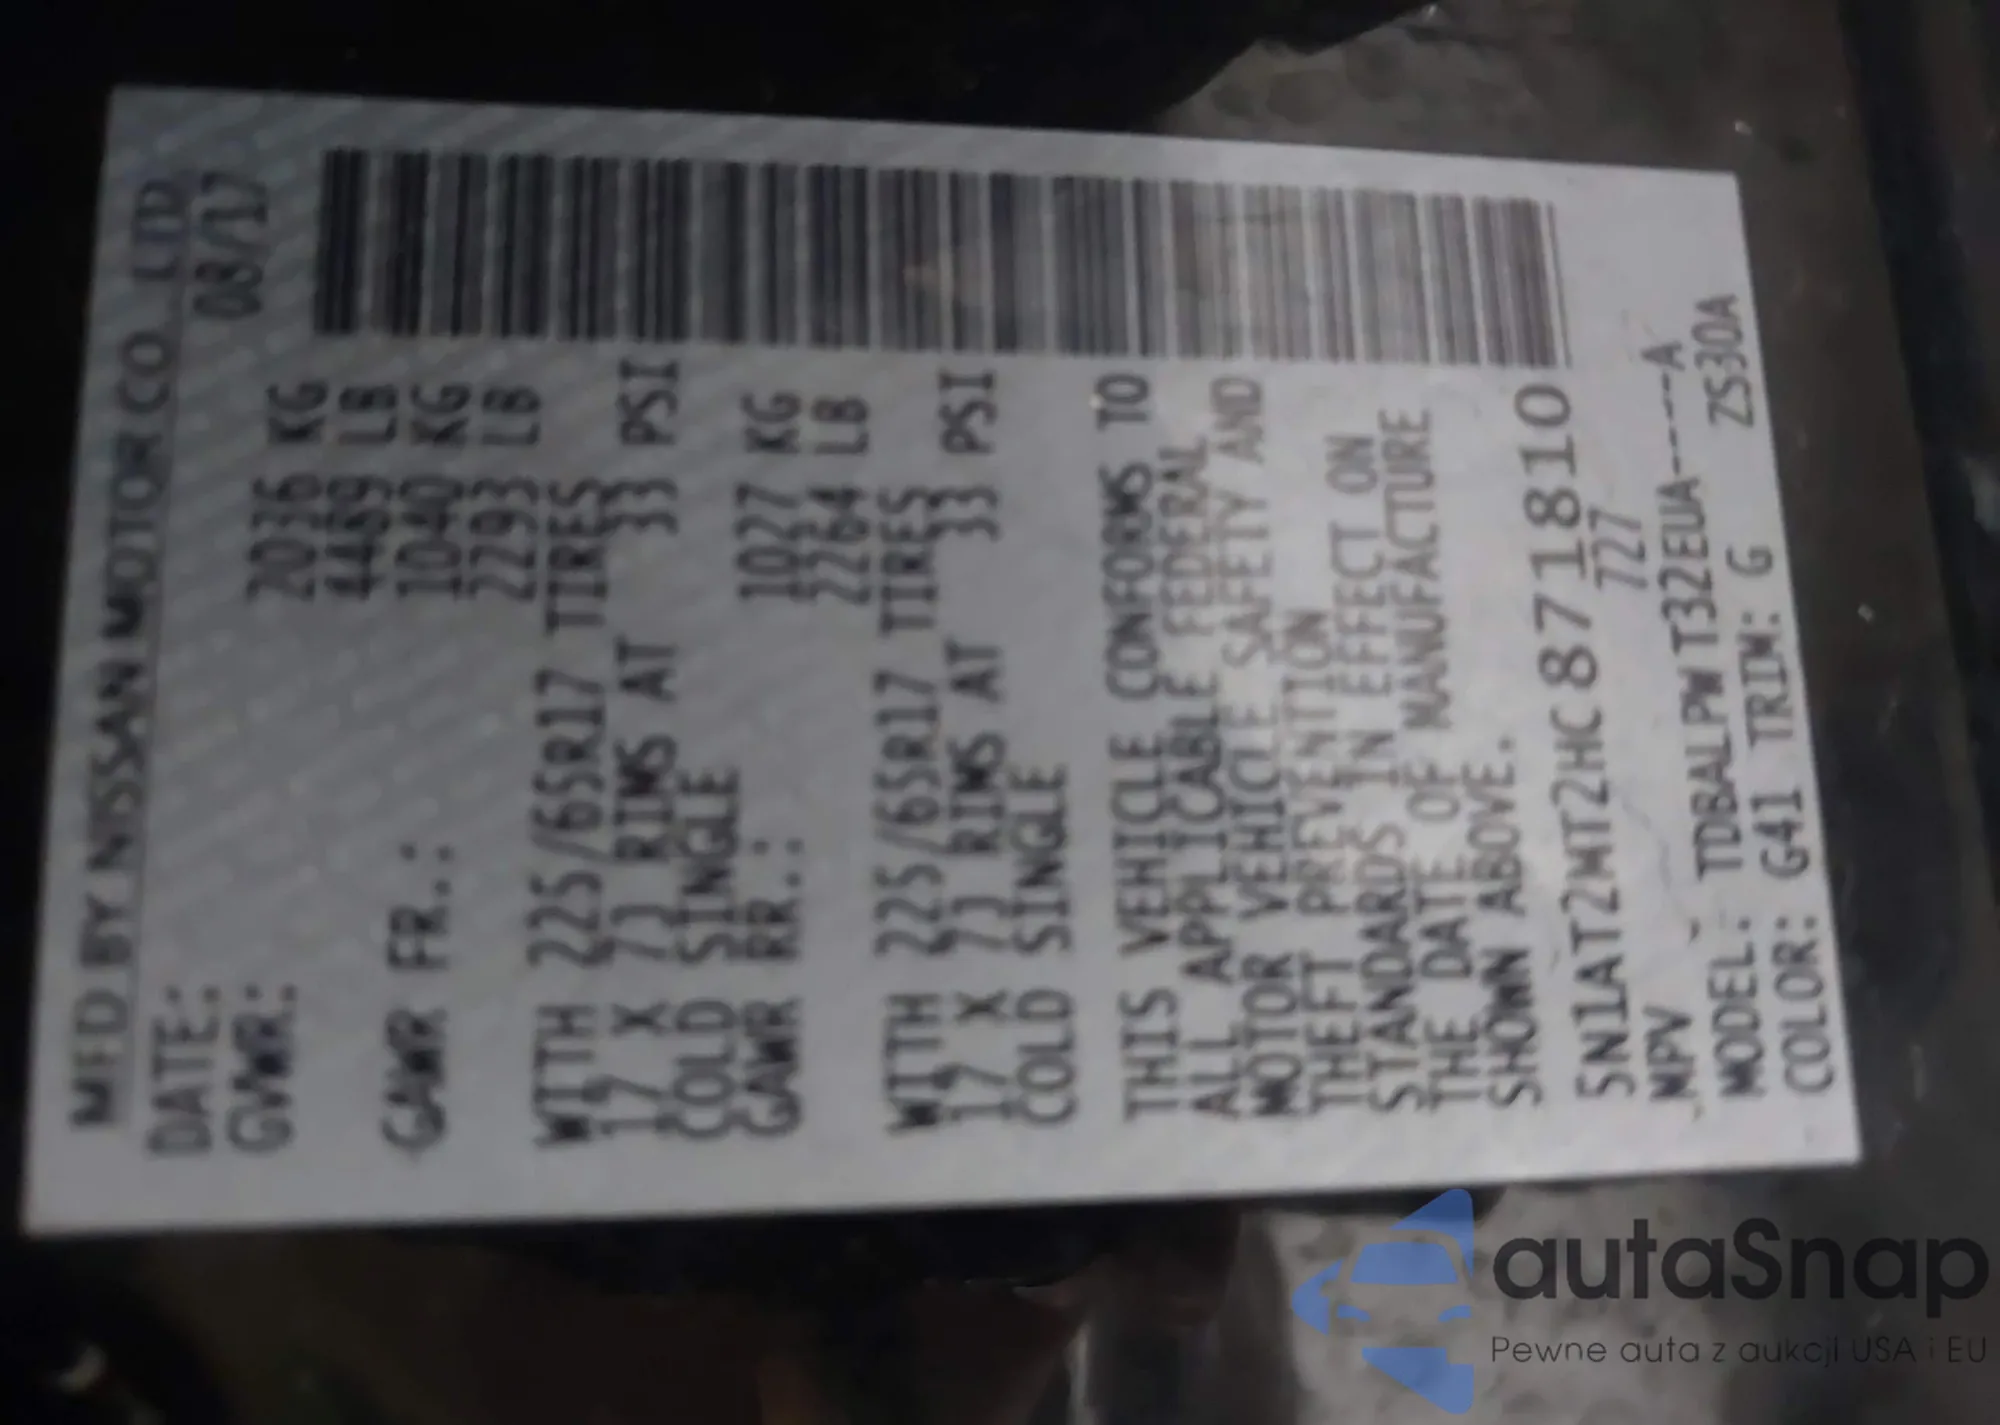 MFD BY NISSAN MOTOR CO. LTD
DATE: 08/17
GVWR: 2036 KG
4489 LB
GAWR FR.: 1040 KG
2293 LB
WITH 225/65R17 TIRES
17 X 7J RIMS AT 33 PSI
COLD SINGLE
GAWR RR.: 1027 KG
2264 LB
WITH 225/65R17 TIRES
17 X 7J RIMS AT 33 PSI
COLD SINGLE
THIS VEHICLE CONFORMS TO
ALL APPLICABLE FEDERAL
MOTOR VEHICLE SAFETY AND
THEFT PREVENTION
STANDARDS IN EFFECT ON
THE DATE OF MANUFACTURE
SHOWN ABOVE.
5N1AT2MT2HC871810
MPV 727
MODEL: TDBALPWT32EUA-----A
COLOR: G41 TRIM: G ZS30A
autaSnap
Pewne auta z aukcji USA i EU